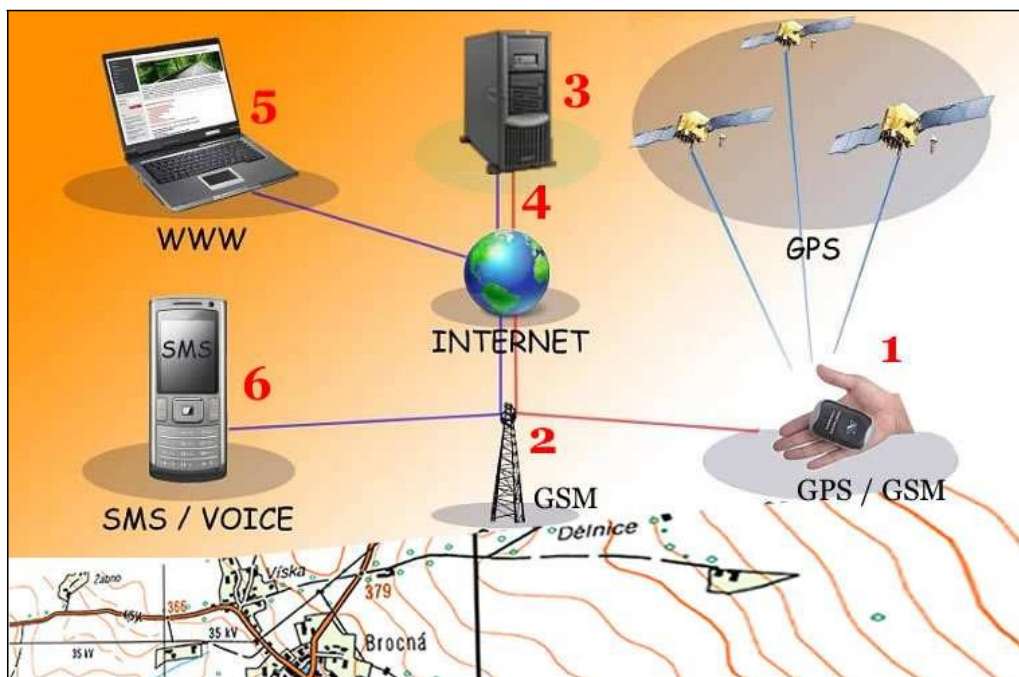 5
3
4
WWW
GPS
INTERNET
SMS
6
1
2
GSM
GPS / GSM
SMS / VOICE
Dělnice
Víska
Žabno
366
379
35 kV
35 kV
Brocná